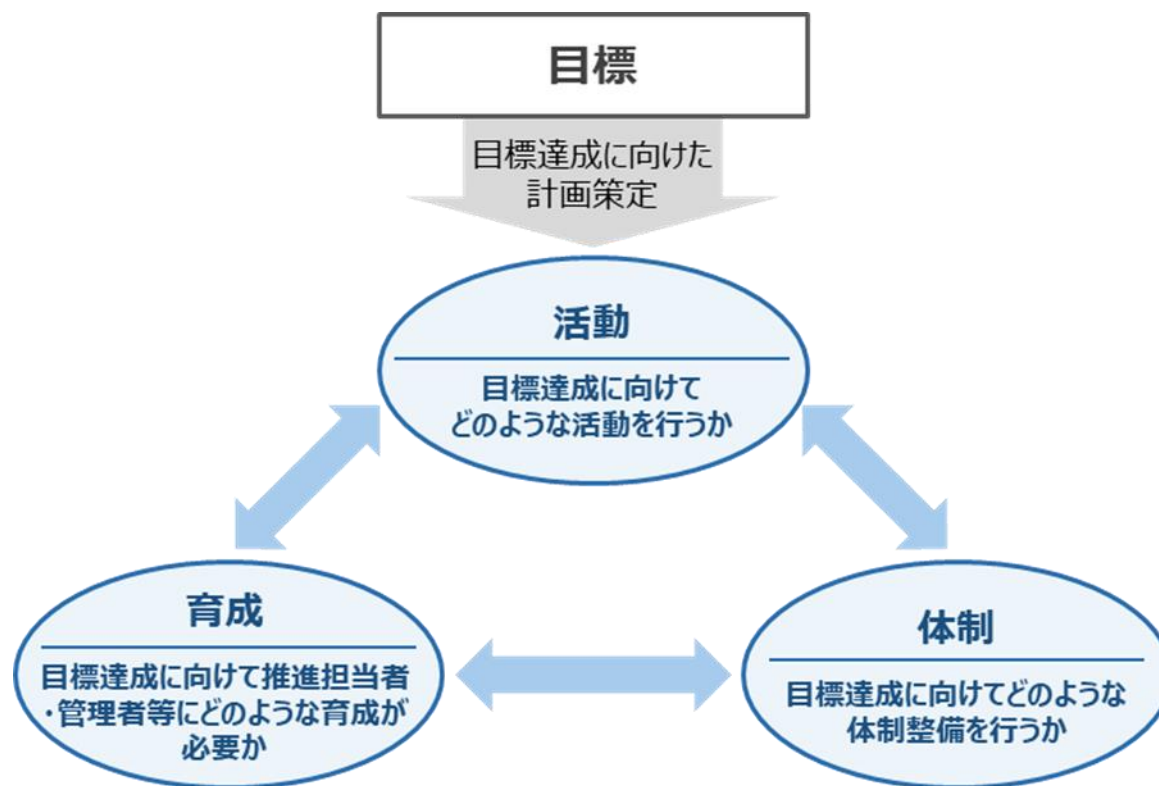 目標
目標達成に向けた
計画策定
活動
目標達成に向けて
どのような活動を行うか
育成
目標達成に向けて推進担当者
・管理者等にどのような育成が
必要か
体制
目標達成に向けてどのような
体制整備を行うか